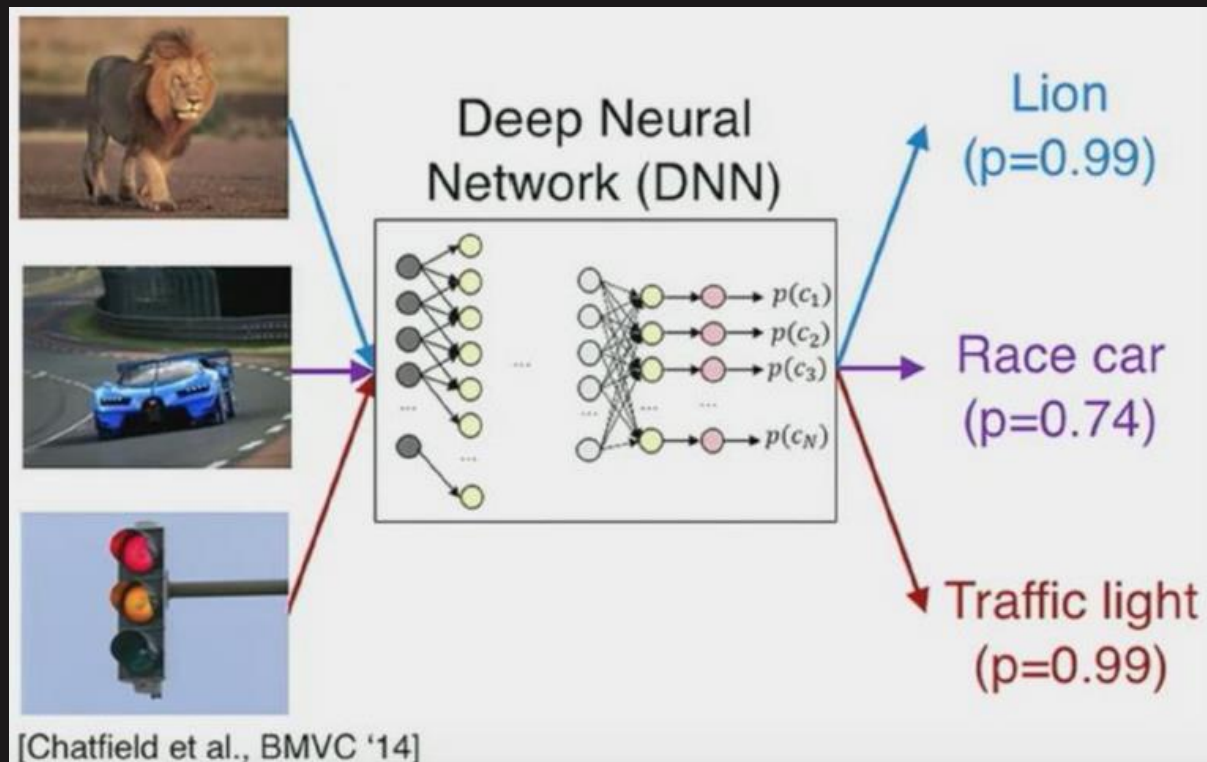 Deep Neural
Network (DNN)
p(c₁)
p(c₂)
p(c₃)
p(c_N)
...
...
...
...
...
...
Lion
(p=0.99)
Race car
(p=0.74)
Traffic light
(p=0.99)
[Chatfield et al., BMVC ‘14]